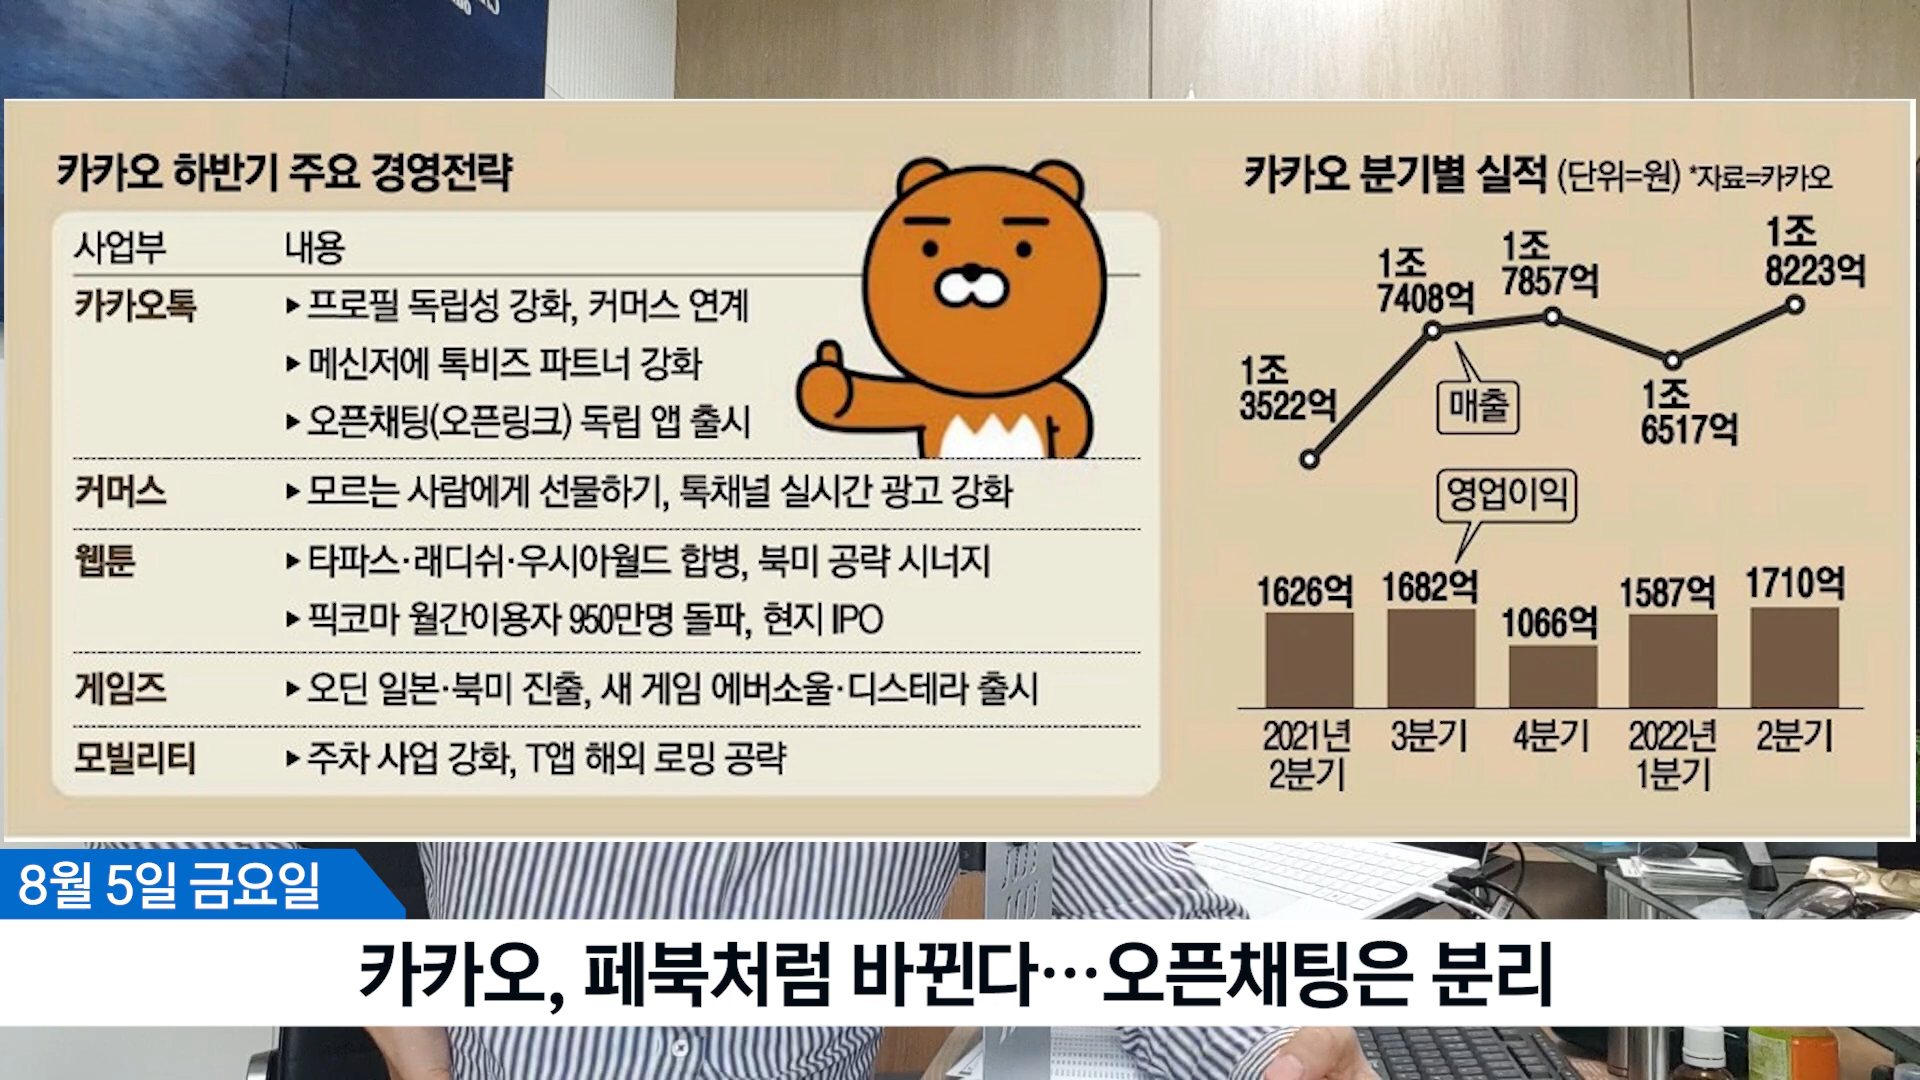 카카오 하반기 주요 경영전략
사업부 내용
카카오톡 ▸프로필 독립성 강화, 커머스 연계
▸메신저에 톡비즈 파트너 강화
▸오픈채팅(오픈링크) 독립 앱 출시
커머스 ▸모르는 사람에게 선물하기, 톡채널 실시간 광고 강화
웹툰 ▸타파스·래디쉬·우시아월드 합병, 북미 공략 시너지
▸픽코마 월간이용자 950만명 돌파, 현지 IPO
게임즈 ▸오딘 일본·북미 진출, 새 게임 에버소울·디스테라 출시
모빌리티 ▸주차 사업 강화, T앱 해외 로밍 공략
카카오 분기별 실적 (단위=원) *자료=카카오
1조
3522억
1조
7408억
1조
7857억
1조
6517억
1조
8223억
매출
영업이익
1626억
1682억
1066억
1587억
1710억
2021년
2분기
3분기
4분기
2022년
1분기
2분기
8월 5일 금요일
카카오, 페북처럼 바뀐다…오픈채팅은 분리